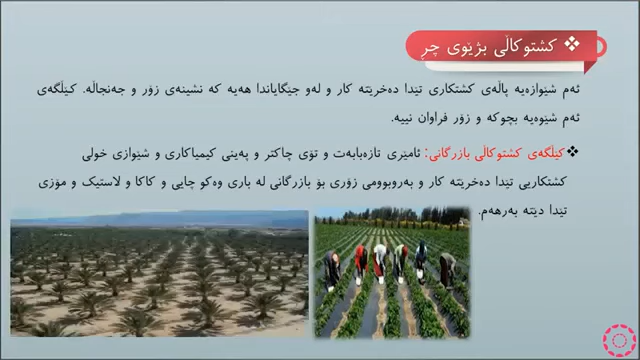 ❖ کشتوکاڵی بژێوی چڕ
ئەم شێوازەیە پاڵەی کشتکاری تێدا دەخرێتە کار و لەو جێگایاندا هەیە کە نشینەی زۆر و جەنجاڵە. کێڵگەی
ئەم شێوەیە بچوکە و زۆر فراوان نییە.
❖کێڵگەی کشتوکاڵی بازرگانی: ئامێری تازەبابەت و تۆی چاکتر و پەینی کیمیاکاری و شێوازی خولی
کشتکاریی تێدا دەخرێتە کار و بەروبوومی زۆری بۆ بازرگانی لە باری وەکو چایی و کاکا و لاستیک و مۆزی
تێدا دێتە بەرهەم.